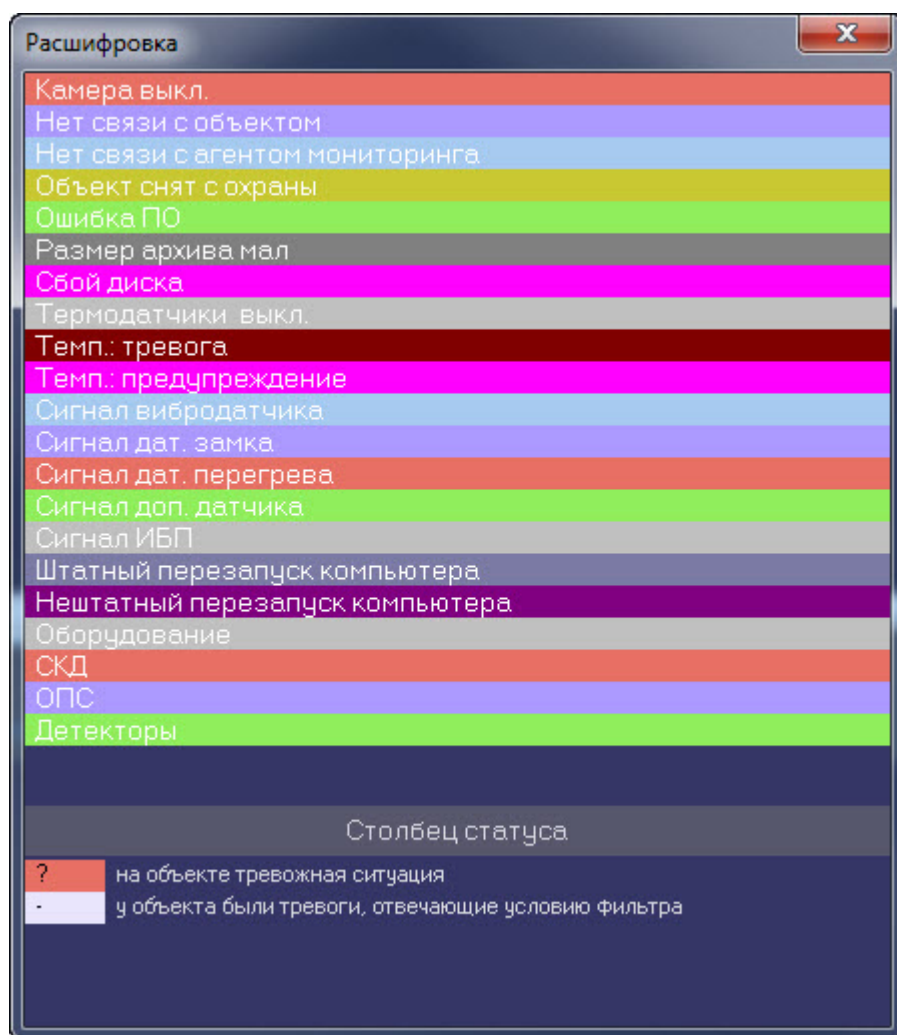 Расшифровка
Камера выкл.
Нет связи с объектом
Нет связи с агентом мониторинга
Объект снят с охраны
Ошибка ПО
Размер архива мал
Сбой диска
Термодатчики выкл.
Темп.: тревога
Темп.: предупреждение
Сигнал вибродатчика
Сигнал дат. замка
Сигнал дат. перегрева
Сигнал доп. датчика
Сигнал ИБП
Штатный перезапуск компьютера
Нештатный перезапуск компьютера
Оборудование
СКД
ОПС
Детекторы
Столбец статуса
? на объекте тревожная ситуация
- у объекта были тревоги, отвечающие условию фильтра